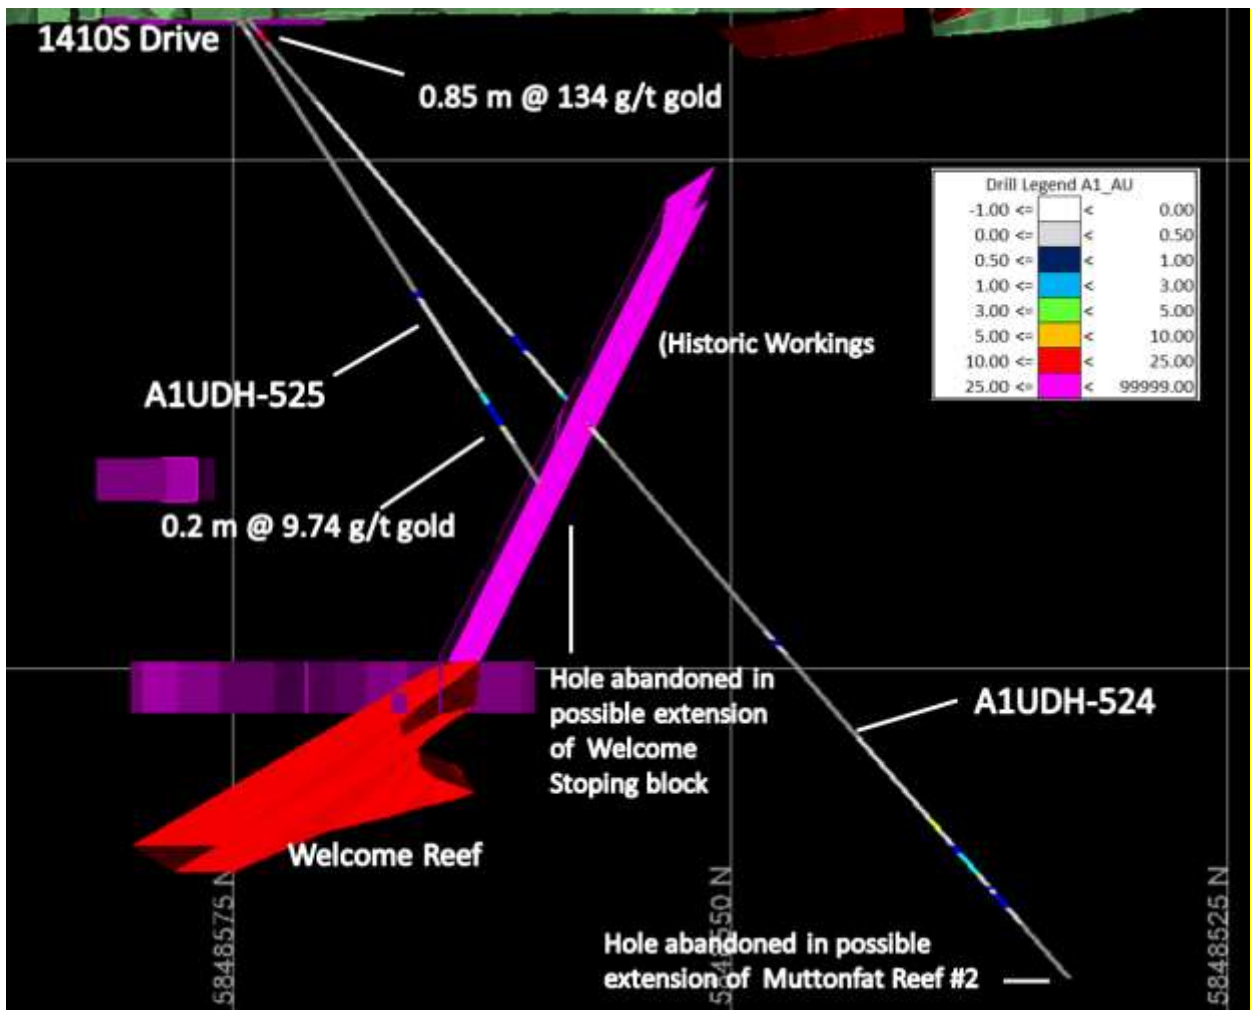 1410S Drive
0.85 m @ 134 g/t gold
Drill Legend A1_AU
-1.00 <= < 0.00
0.00 <= < 0.50
0.50 <= < 1.00
1.00 <= < 3.00
3.00 <= < 5.00
5.00 <= < 10.00
10.00 <= < 25.00
25.00 <= < 99999.00
(Historic Workings
A1UDH-525
0.2 m @ 9.74 g/t gold
Hole abandoned in
possible extension
of Welcome
Stoping block
A1UDH-524
Welcome Reef
Hole abandoned in possible
extension of Muttonfat Reef #2
5848575 N
5848550 N
5848525 N